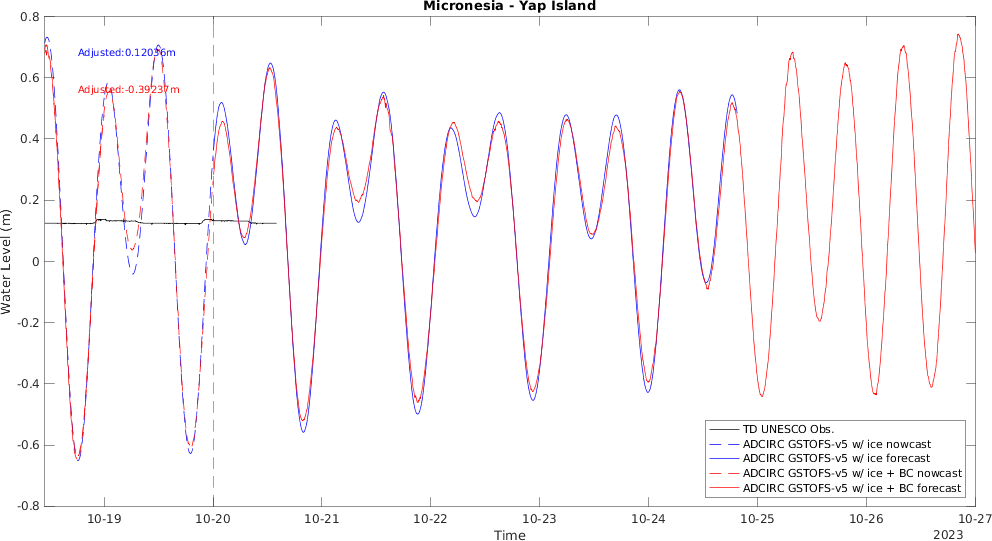 Micronesia - Yap Island
Adjusted:0.12036m
Adjusted:-0.39237m
Water Level (m)
0.8
0.6
0.4
0.2
0
-0.2
-0.4
-0.6
-0.8
10-19
10-20
10-21
10-22
10-23
10-24
10-25
10-26
10-27
Time
2023
TD UNESCO Obs.
ADCIRC GSTOFS-v5 w/ ice nowcast
ADCIRC GSTOFS-v5 w/ ice forecast
ADCIRC GSTOFS-v5 w/ ice + BC nowcast
ADCIRC GSTOFS-v5 w/ ice + BC forecast